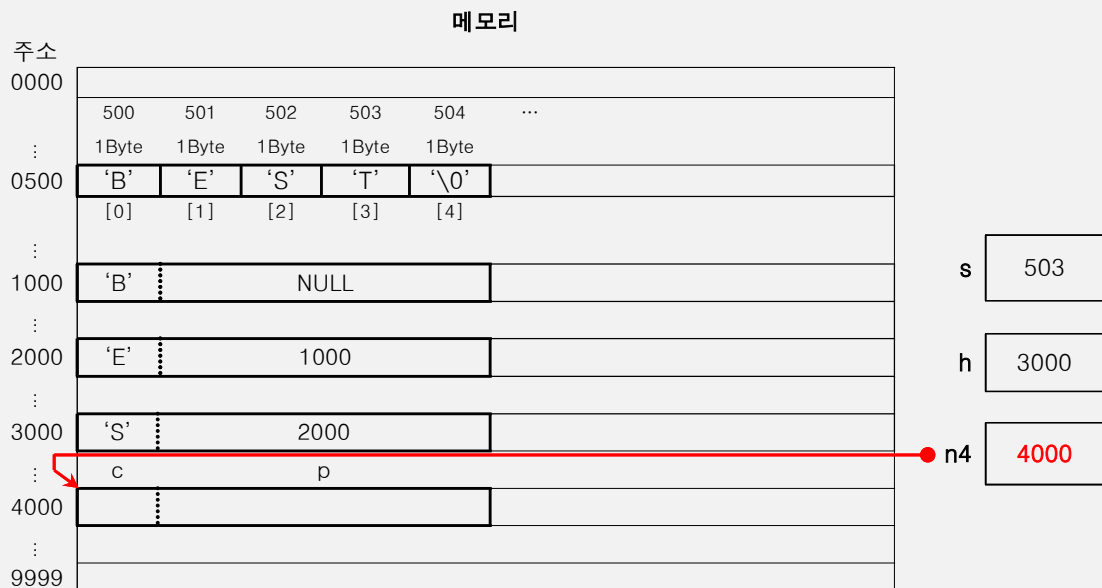 메모리
주소
0000
500 501 502 503 504 …
⋮ 1Byte 1Byte 1Byte 1Byte 1Byte
0500 ‘B’ ‘E’ ‘S’ ‘T’ ‘\0’
[0] [1] [2] [3] [4]
⋮
s 503
1000 ‘B’ NULL
⋮
2000 ‘E’ 1000
h 3000
⋮
3000 ‘S’ 2000
n4 4000
⋮ c p
4000
⋮
9999